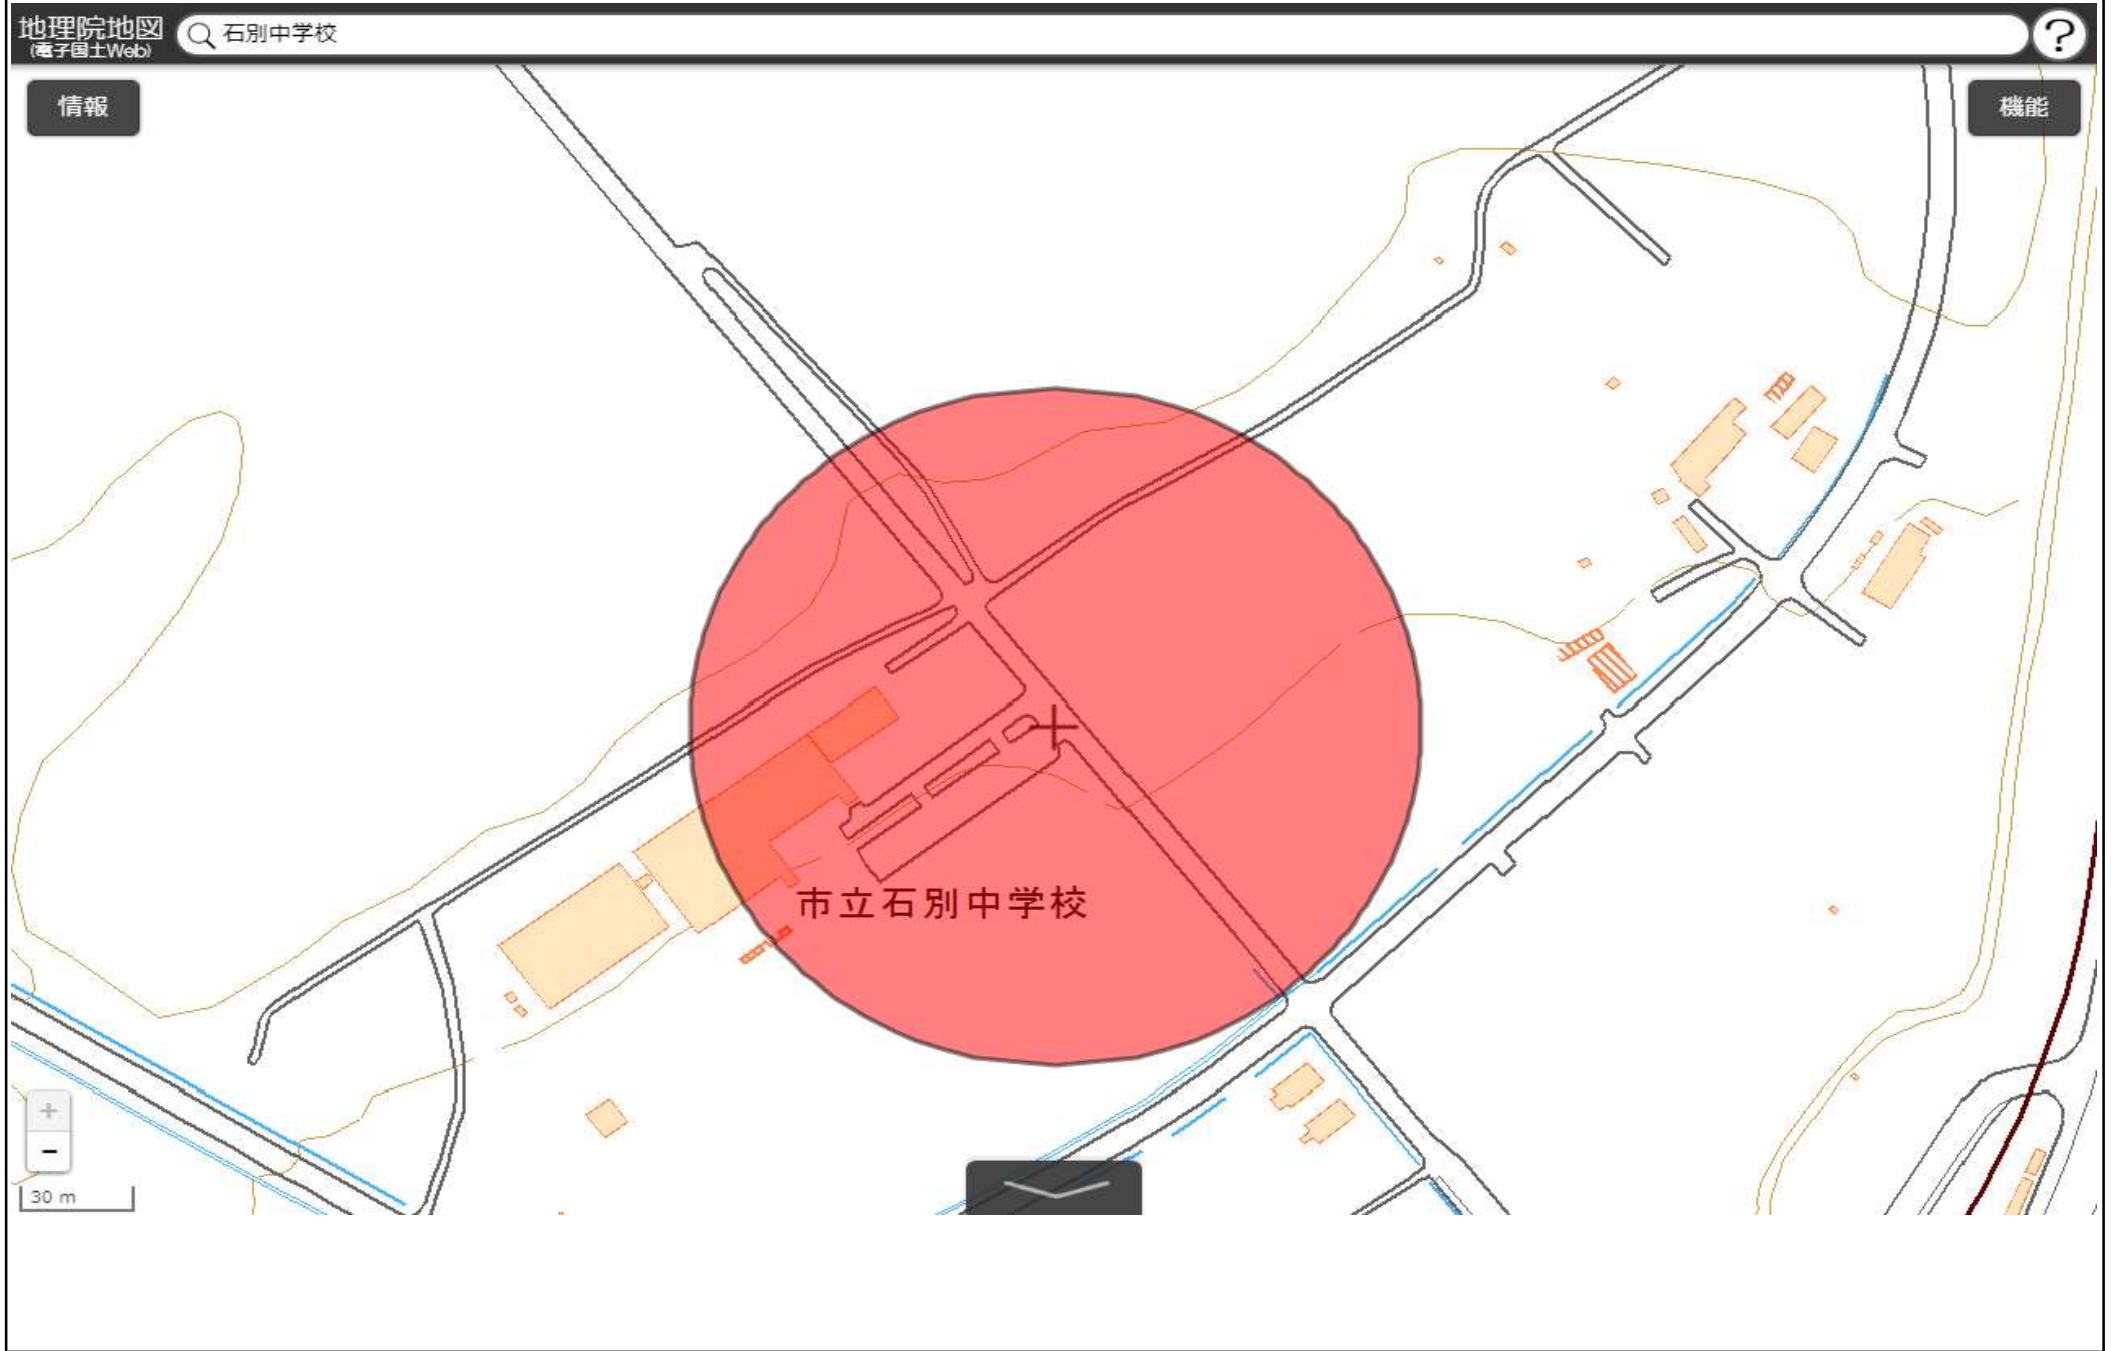 地理院地図
(電子国土Web)
石別中学校
?
情報
機能
市立石別中学校
+
-
30 m